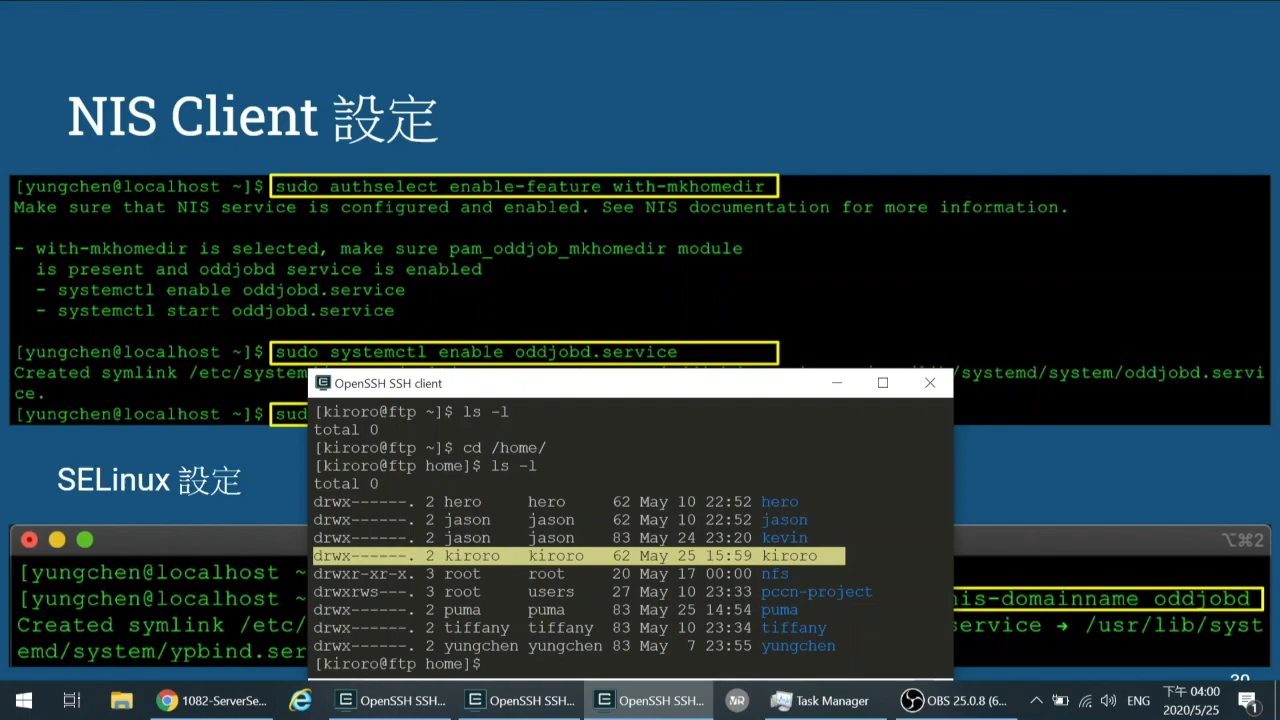 NIS Client 設定
[yungchen@localhost ~]$ sudo authselect enable-feature with-mkhomedir
Make sure that NIS service is configured and enabled. See NIS documentation for more information.
- with-mkhomedir is selected, make sure pam_oddjob_mkhomedir module
is present and oddjobd service is enabled
- systemctl enable oddjobd.service
- systemctl start oddjobd.service
[yungchen@localhost ~]$ sudo systemctl enable oddjobd.service
Created symlink /etc/system /systemd/system/oddjobd.servi
ce.
[yungchen@localhost ~]$ sud
OpenSSH SSH client
[kiroro@ftp ~]$ ls -l
total 0
[kiroro@ftp ~]$ cd /home/
[kiroro@ftp home]$ ls -l
total 0
drwx------. 2 hero hero 62 May 10 22:52 hero
drwx------. 2 jason jason 62 May 10 22:52 jason
drwx------. 2 jason jason 83 May 24 23:20 kevin
drwx------. 2 kiroro kiroro 62 May 25 15:59 kiroro
drwxr-xr-x. 3 root root 20 May 17 00:00 nfs
drwxrws---. 3 root users 27 May 10 23:33 pccn-project
drwx------. 2 puma puma 83 May 25 14:54 puma
drwx------. 2 tiffany tiffany 83 May 10 23:34 tiffany
drwx------. 2 yungchen yungchen 83 May 7 23:55 yungchen
[kiroro@ftp home]$
SELinux 設定
⌥⌘2
[yungchen@localhost ~
[yungchen@localhost ~ nis-domainname oddjobd
Created symlink /etc/ service → /usr/lib/syst
emd/system/ypbind.ser
1082-ServerSe...
OpenSSH SSH...
OpenSSH SSH...
OpenSSH SSH...
Task Manager
OBS 25.0.8 (6...
ENG
下午 04:00
2020/5/25
1